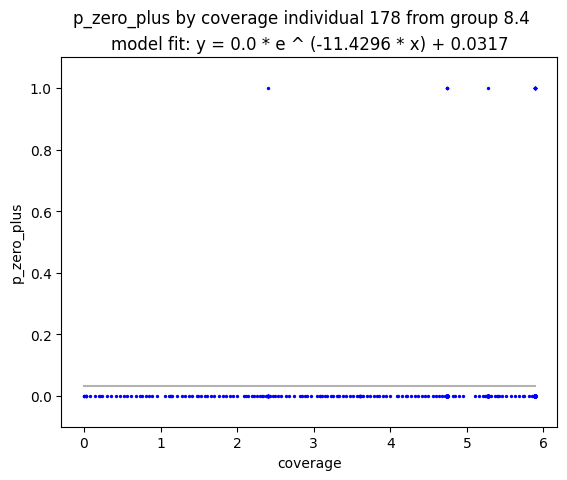 p_zero_plus by coverage individual 178 from group 8.4
model fit: y = 0.0 * e ^ (-11.4296 * x) + 0.0317
1.0
0.8
0.6
0.4
0.2
0.0
p_zero_plus
0 1 2 3 4 5 6
coverage